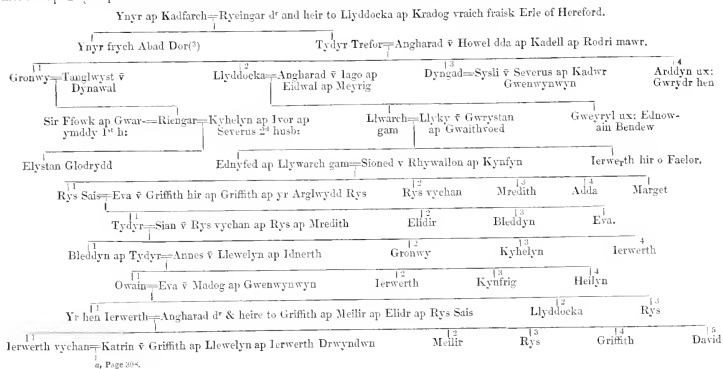 Ynyr ap Kadfarch=Ryeingar dr and heir to Llyddocka ap Kradog vraich fraisk Erle of Hereford.
Ynyr frych Abad Dor(3) Tydyr Trefor=Angharad v̄ Howel dda ap Kadell ap Rodri mawr.
1 2 3 4
Gronwy=Tanglwyst v̄ Llyddocka=Angharad v̄ Iago ap Dyngad=Sysli v̄ Severus ap Kadwr Arddyn ux:
Dynawal Eidwal ap Meyrig Gwenwynwyn Gwrydr hen
Sir Ffowk ap Gwar-=Riengar=Kyhelyn ap Ivor ap Llwarch=Llyky v̄ Gwrystan Gweyryl ux: Ednow-
ymddy 1st h: Severus 2d husb: gam ap Gwaithvoed ain Bendew
Elystan Glodrydd Ednyfed ap Llywarch gam=Sioned v Rhywallon ap Kynfyn Ierwerth hir o Faelor.
1 2 3 4
Rys Sais=Eva v̄ Griffith hir ap Griffith ap yr Arglwydd Rys Rys vychan Mredith Adda Marget
1 2 3
Tydyr=Sian v̄ Rys vychan ap Rys ap Mredith Elidir Bleddyn Eva.
1 2 3 4
Bleddyn ap Tydyr=Annes v̄ Llewelyn ap Idnerth Gronwy Kyhelyn Ierwerth
1 2 3 4
Owain=Eva v̄ Madog ap Gwenwynwyn Ierwerth Kynfrig Heilyn
1 2 3
Yr hen Ierwerth=Angharad dr & heire to Griffith ap Meilir ap Elidr ap Rys Sais Llyddocka Rys
1 2 3 4 5
Ierwerth vychan=Katrin v̄ Griffith ap Llewelyn ap Ierwerth Drwyndwn Meilir Rys Griffith David
a, Page